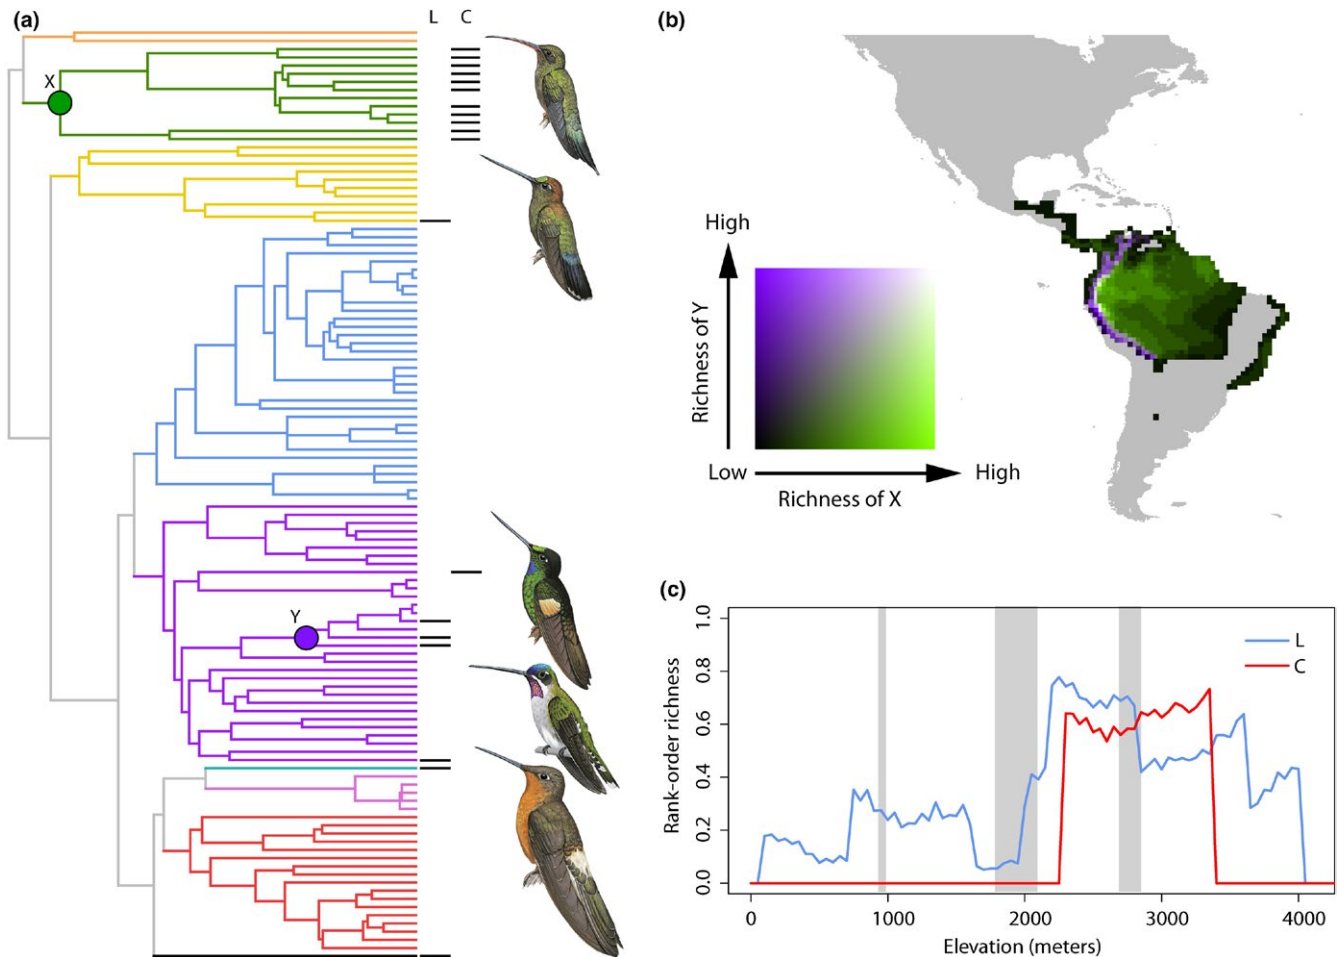 (a)
L C
X
Y
(b)
High
Richness of Y
Low
High
Richness of X
(c)
Rank-order richness
1.0
0.8
0.6
0.4
0.2
0.0
L
C
0 1000 2000 3000 4000
Elevation (meters)